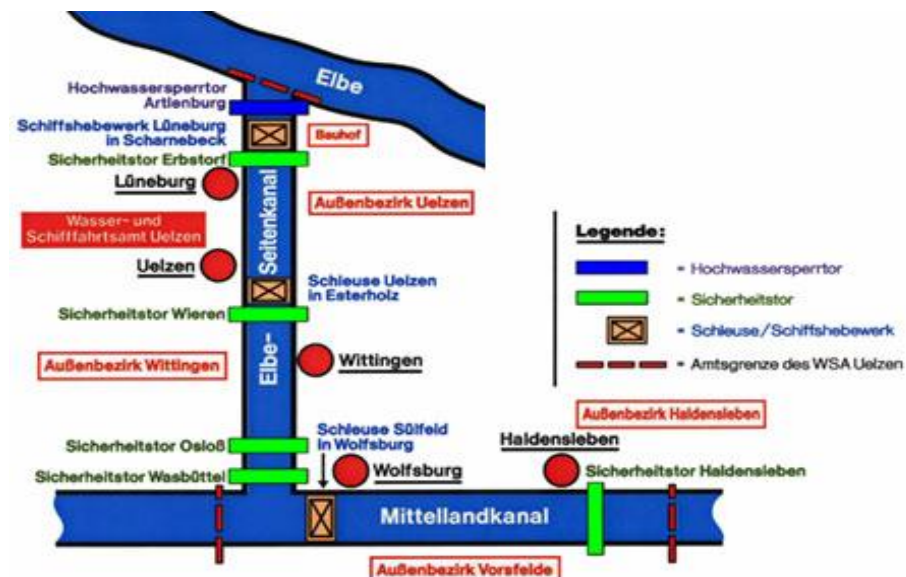 Elbe
Hochwassersperrtor
Artlenburg
Schiffshebewerk Lüneburg
in Scharnebeck
Bauhof
Sicherheitstor Erbstorf
Lüneburg
Außenbezirk Uelzen
Wasser- und
Schifffahrtsamt Uelzen
Uelzen
Seitenkanal
Schleuse Uelzen
in Esterholz
Sicherheitstor Wieren
Elbe-
Außenbezirk Wittingen
Wittingen
Legende:
= Hochwassersperrtor
= Sicherheitstor
= Schleuse/Schiffshebewerk
= Amtsgrenze des WSA Uelzen
Außenbezirk Haldensleben
Schleuse Sülfeld
in Wolfsburg
Haldensleben
Sicherheitstor Osloß
Wolfsburg
Sicherheitstor Haldensleben
Sicherheitstor Wasbüttel
Mittellandkanal
Außenbezirk Vorsfelde